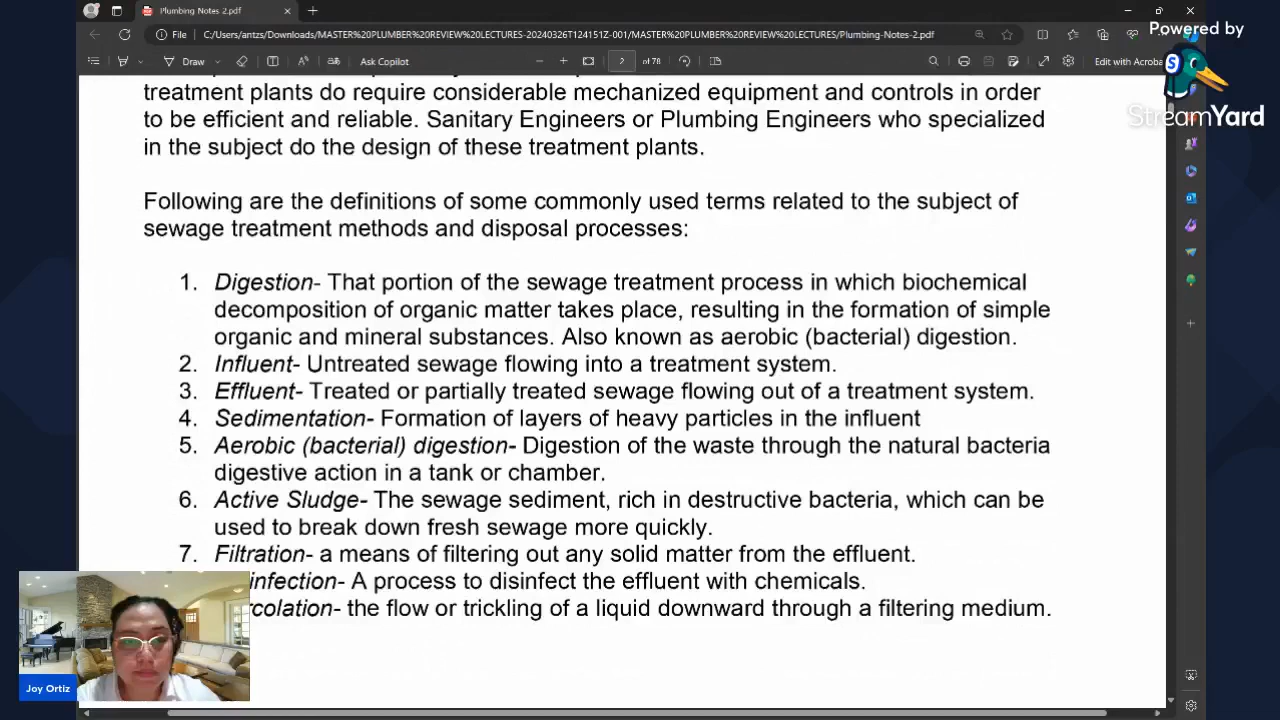 Plumbing Notes 2.pdf
File
C:/Users/antzs/Downloads/MASTER%20PLUMBER%20REVIEW%20LECTURES-20240326T124151Z-001/MASTER%20PLUMBER%20REVIEW%20LECTURES/Plumbing-Notes-2.pdf
Draw
Ask Copilot
2 of 78
Edit with Acroba
Powered by
StreamYard
treatment plants do require considerable mechanized equipment and controls in order
to be efficient and reliable. Sanitary Engineers or Plumbing Engineers who specialized
in the subject do the design of these treatment plants.
Following are the definitions of some commonly used terms related to the subject of
sewage treatment methods and disposal processes:
1. Digestion- That portion of the sewage treatment process in which biochemical
decomposition of organic matter takes place, resulting in the formation of simple
organic and mineral substances. Also known as aerobic (bacterial) digestion.
2. Influent- Untreated sewage flowing into a treatment system.
3. Effluent- Treated or partially treated sewage flowing out of a treatment system.
4. Sedimentation- Formation of layers of heavy particles in the influent
5. Aerobic (bacterial) digestion- Digestion of the waste through the natural bacteria
digestive action in a tank or chamber.
6. Active Sludge- The sewage sediment, rich in destructive bacteria, which can be
used to break down fresh sewage more quickly.
7. Filtration- a means of filtering out any solid matter from the effluent.
infection- A process to disinfect the effluent with chemicals.
rcolation- the flow or trickling of a liquid downward through a filtering medium.
Joy Ortiz